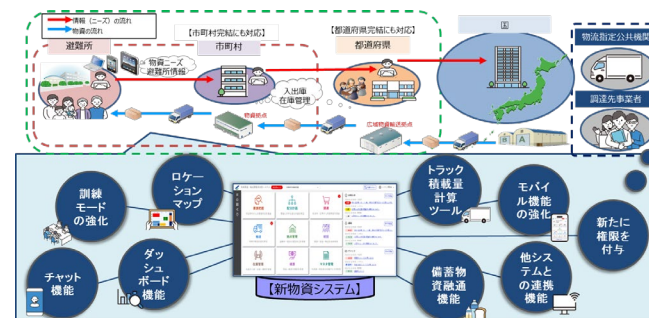 情報(ニーズ)の流れ
物資の流れ
【市町村完結にも対応】
【都道府県完結にも対応】
国
物流指定公共機関
避難所
市町村
都道府県
物資ニーズ
避難所情報
入出庫
在庫管理
調達先事業者
物資拠点
広域物資輸送拠点
訓練
モードの強化
ロケー
ション
マップ
トラック
積載量
計算
ツール
モバイル
機能
の強化
新たに
権限を
付与
チャット
機能
ダッ
シュ
ボード
機能
備蓄物
資融通
機能
他シス
テムと
の連携
機能
【新物資システム】